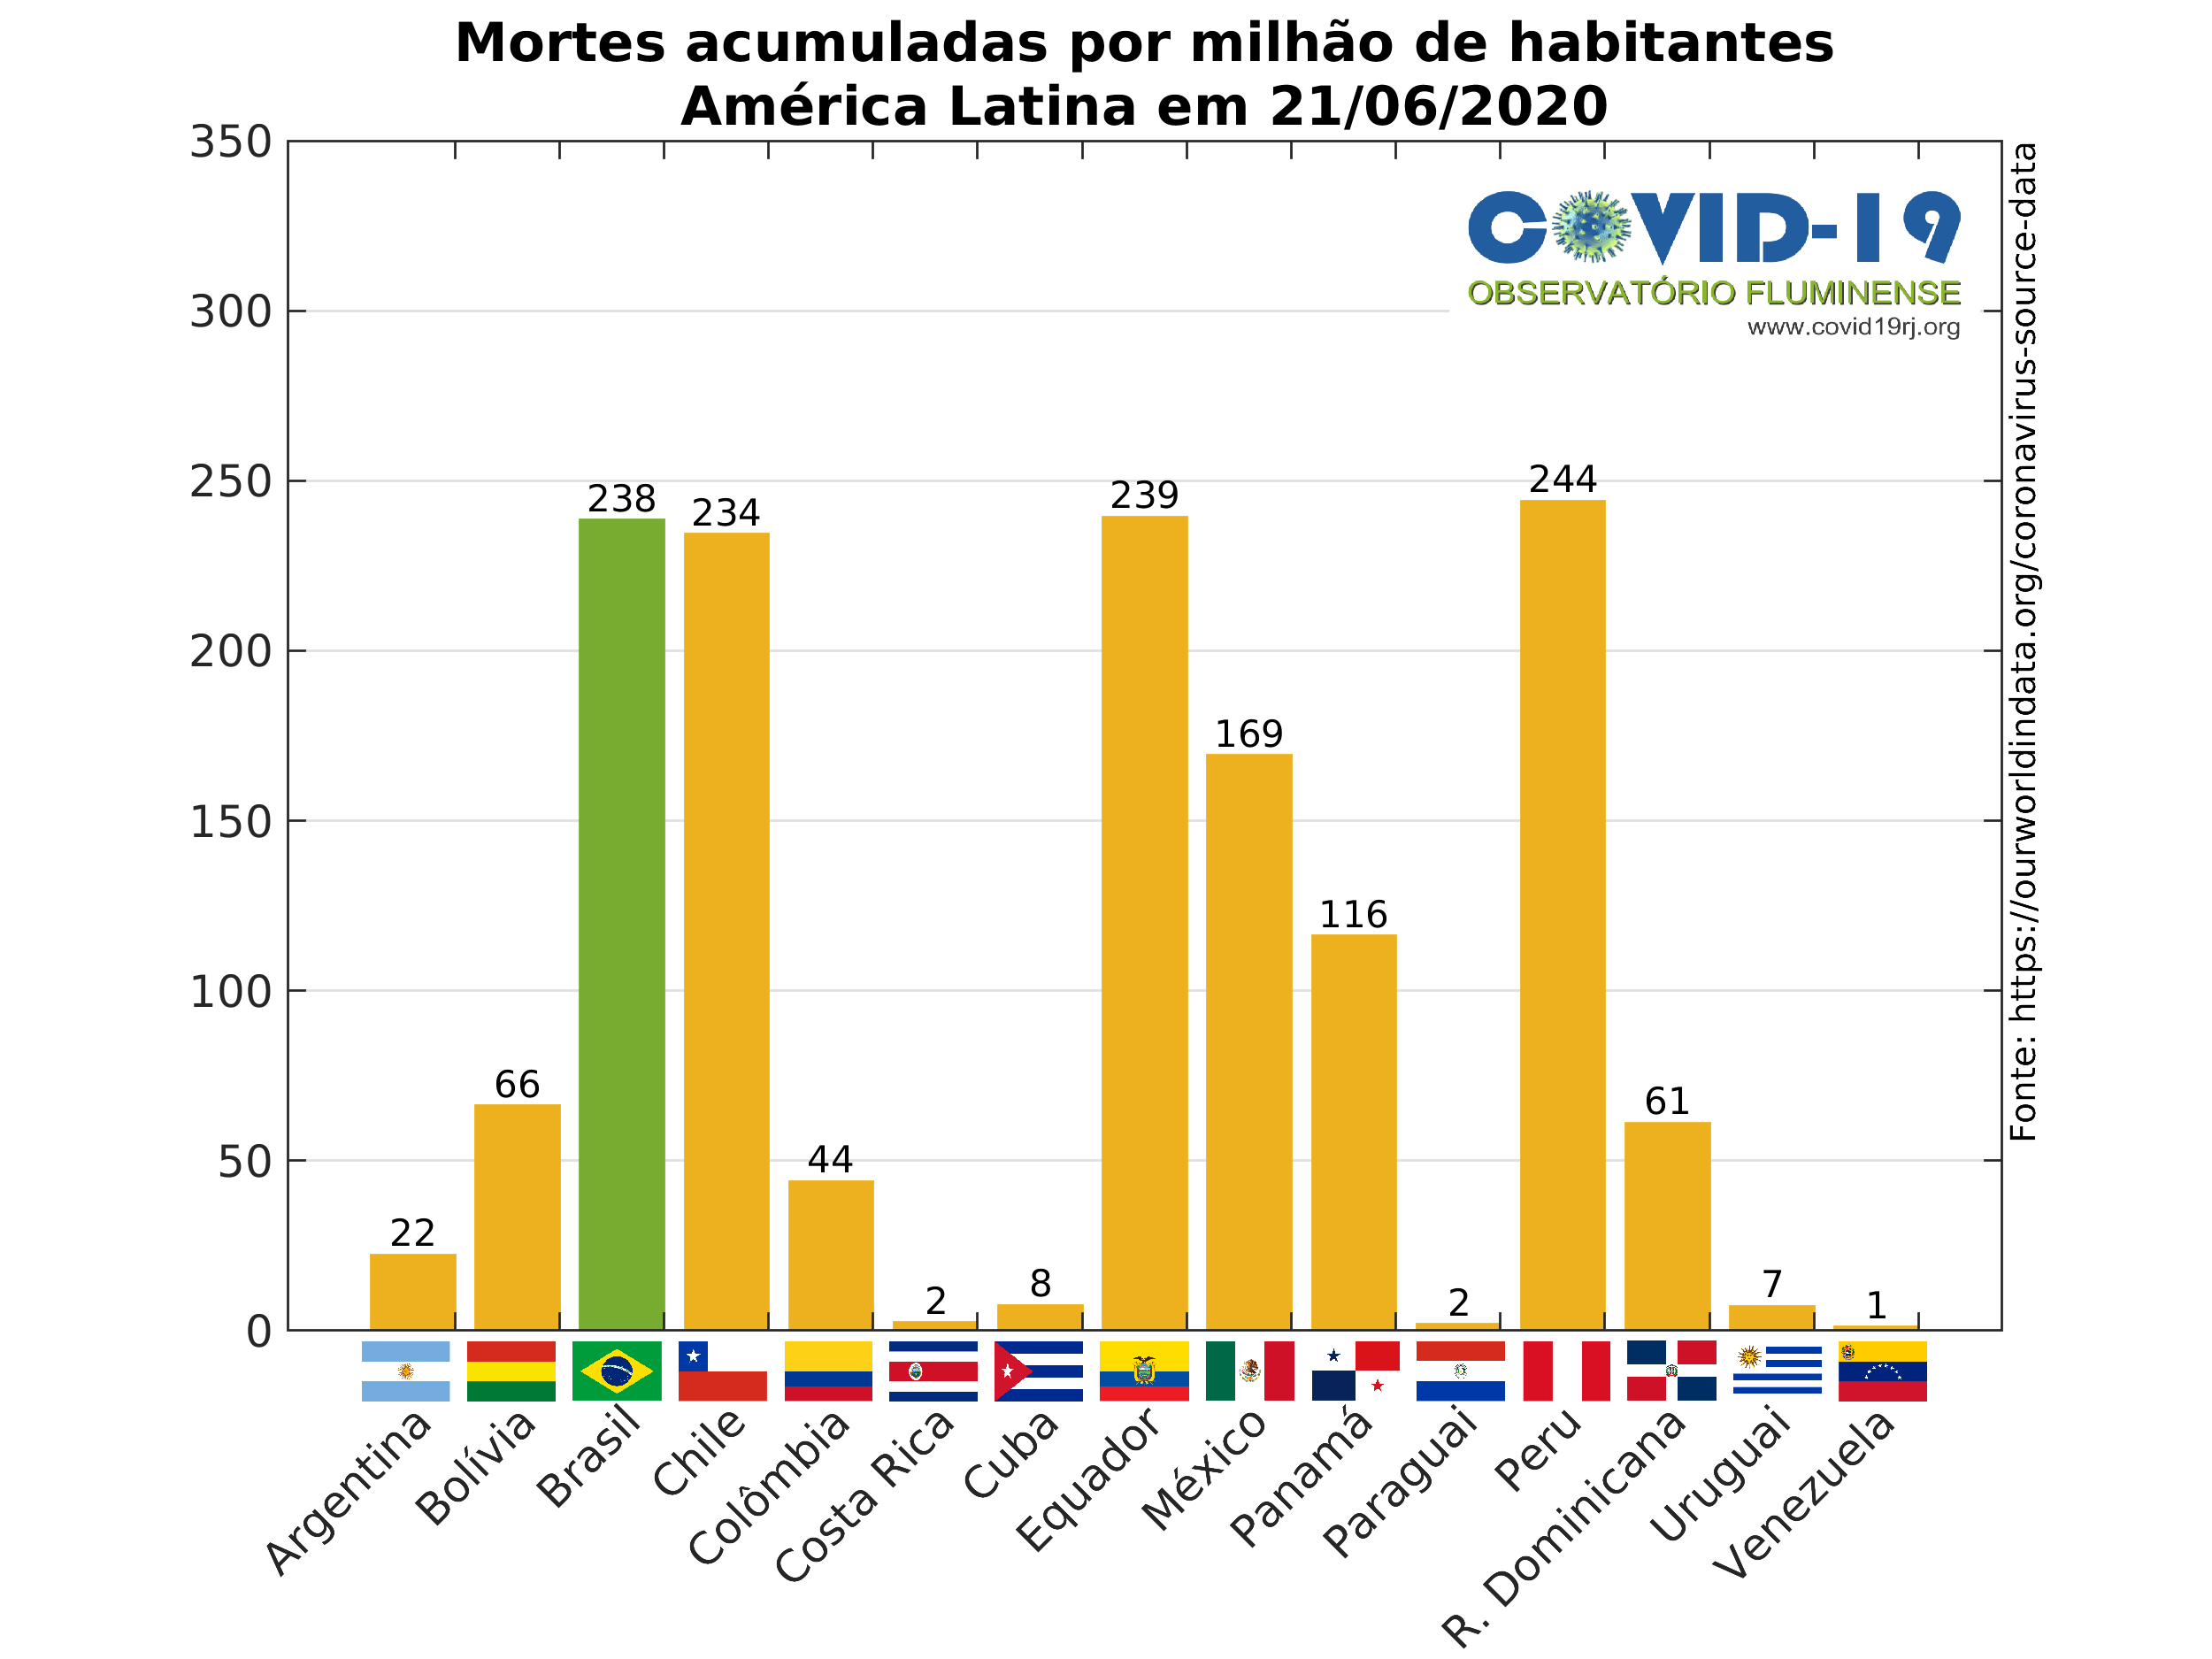 Mortes acumuladas por milhão de habitantes
América Latina em 21/06/2020
350
300
250
200
150
100
50
0
COVID-19
OBSERVATÓRIO FLUMINENSE
www.covid19rj.org
Fonte: https://ourworldindata.org/coronavirus-source-data
22
66
238
234
44
2
8
239
169
116
2
244
61
7
1
Argentina
Bolívia
Brasil
Chile
Colômbia
Costa Rica
Cuba
Equador
México
Panamá
Paraguai
Peru
R. Dominicana
Uruguai
Venezuela